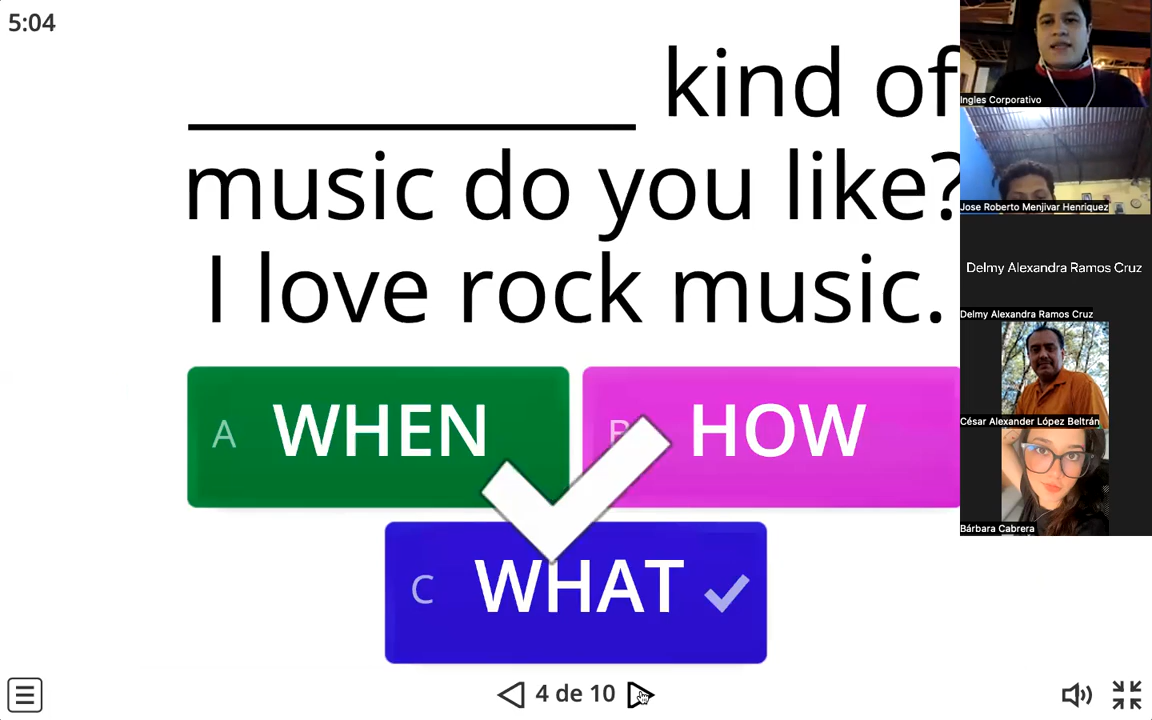 5:04
____________ kind of
music do you like?
I love rock music.
A WHEN
B HOW
C WHAT
4 de 10
Ingles Corporativo
Jose Roberto Menjivar Henriquez
Delmy Alexandra Ramos Cruz
Delmy Alexandra Ramos Cruz
César Alexander López Beltrán
Bárbara Cabrera